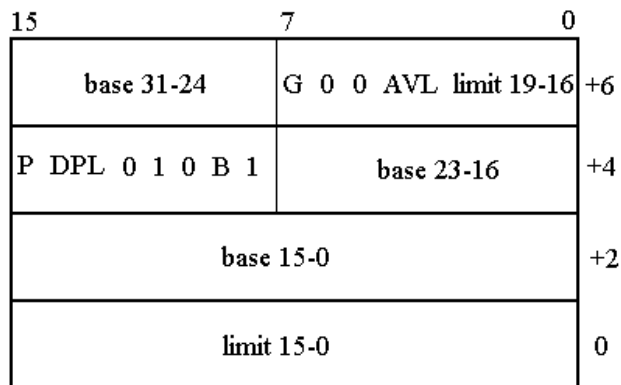 15 7 0
base 31-24 G 0 0 AVL limit 19-16 +6
P DPL 0 1 0 B 1 base 23-16 +4
base 15-0 +2
limit 15-0 0